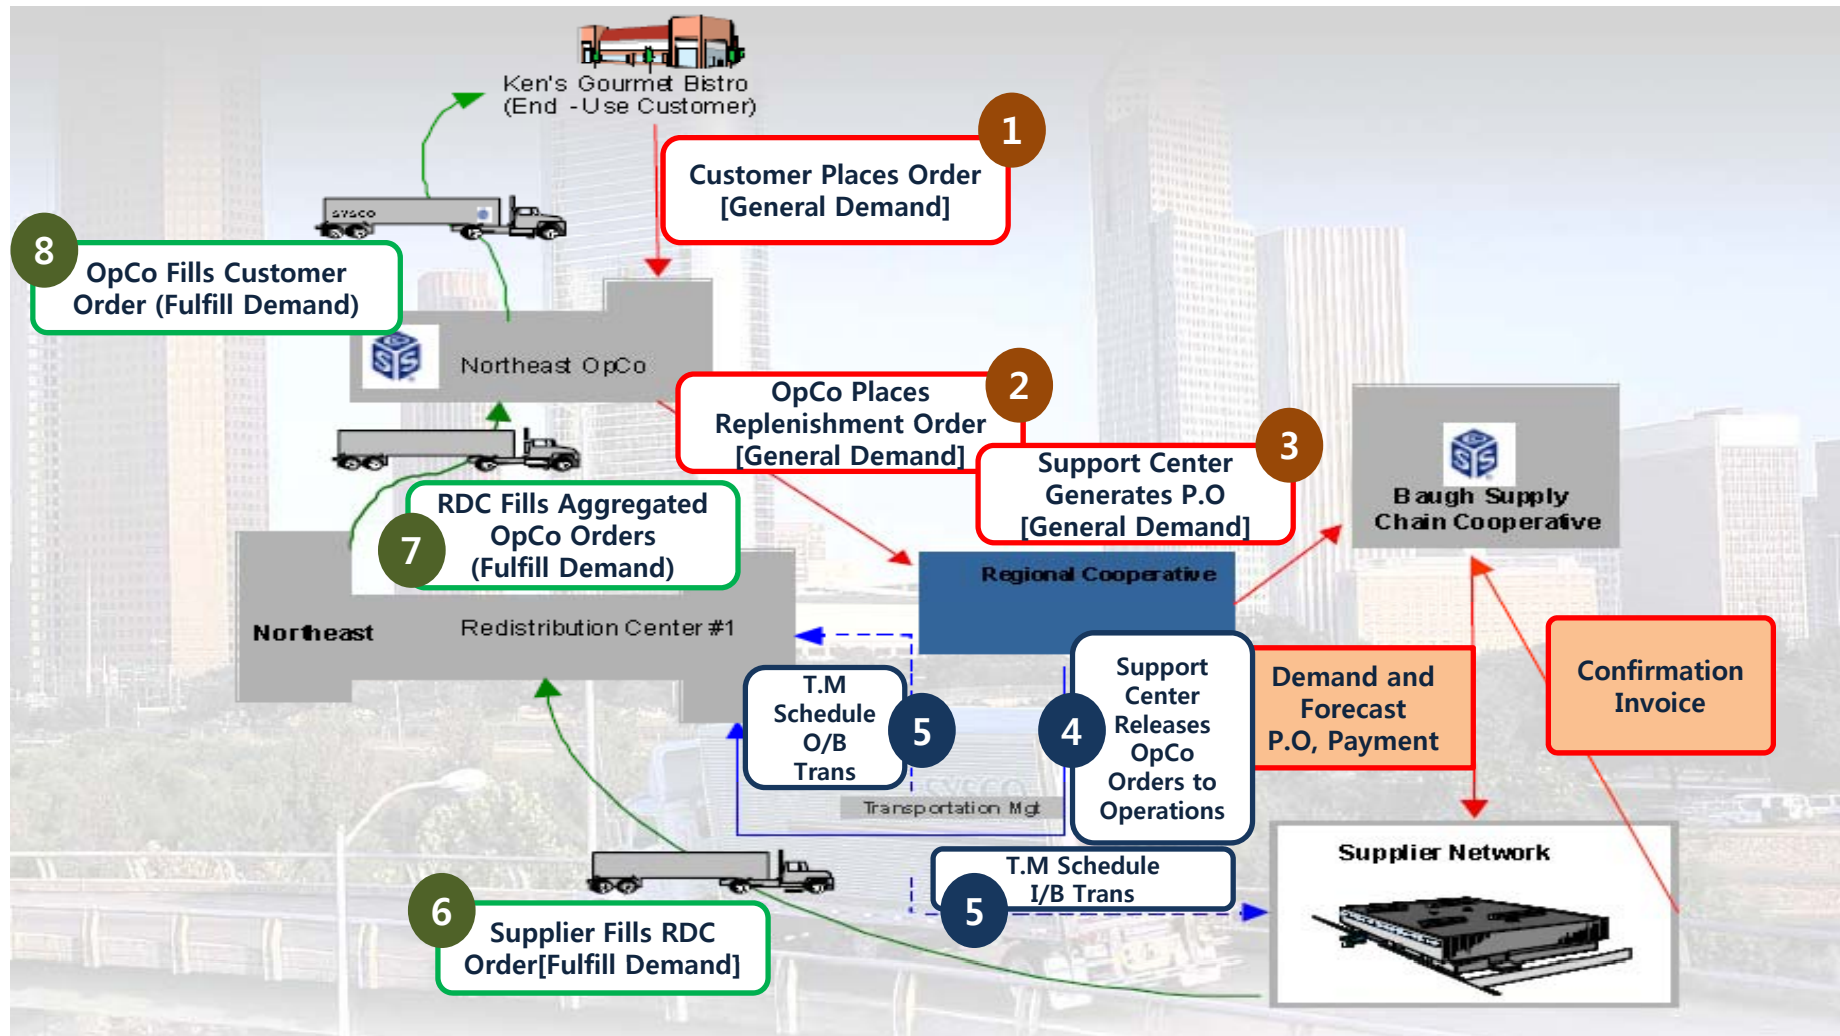 Ken's Gourmet Bistro
(End -Use Customer)
1
Customer Places Order
[General Demand]
SYSCO
8
OpCo Fills Customer
Order (Fulfill Demand)
Northeast OpCo
2
OpCo Places
Replenishment Order
[General Demand]
3
Support Center
Generates P.O
[General Demand]
Baugh Supply
Chain Cooperative
7
RDC Fills Aggregated
OpCo Orders
(Fulfill Demand)
Regional Cooperative
Northeast
Redistribution Center #1
T.M
Schedule
O/B
Trans
5
4
Support
Center
Releases
OpCo
Orders to
Operations
Demand and
Forecast
P.O, Payment
Confirmation
Invoice
SYSCO
Transportation Mgt
T.M Schedule
I/B Trans
5
Supplier Network
6
Supplier Fills RDC
Order[Fulfill Demand]